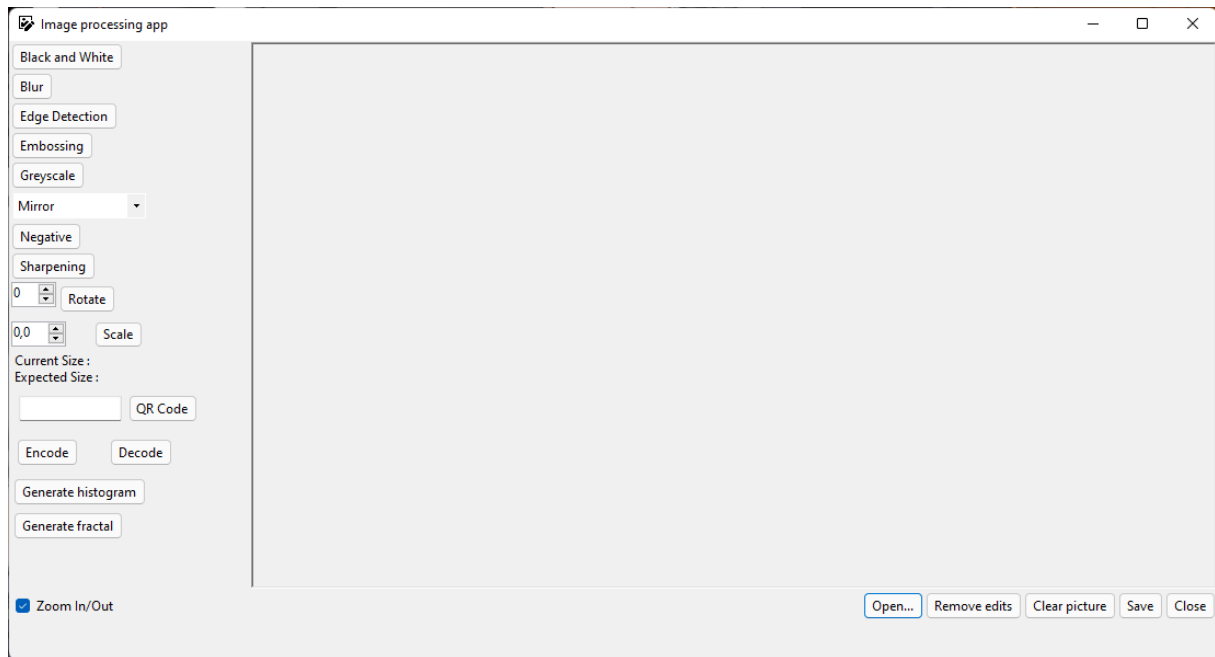 Image processing app
Black and White
Blur
Edge Detection
Embossing
Greyscale
Mirror
Negative
Sharpening
0 Rotate
0,0 Scale
Current Size :
Expected Size :
QR Code
Encode Decode
Generate histogram
Generate fractal
Zoom In/Out Open... Remove edits Clear picture Save Close